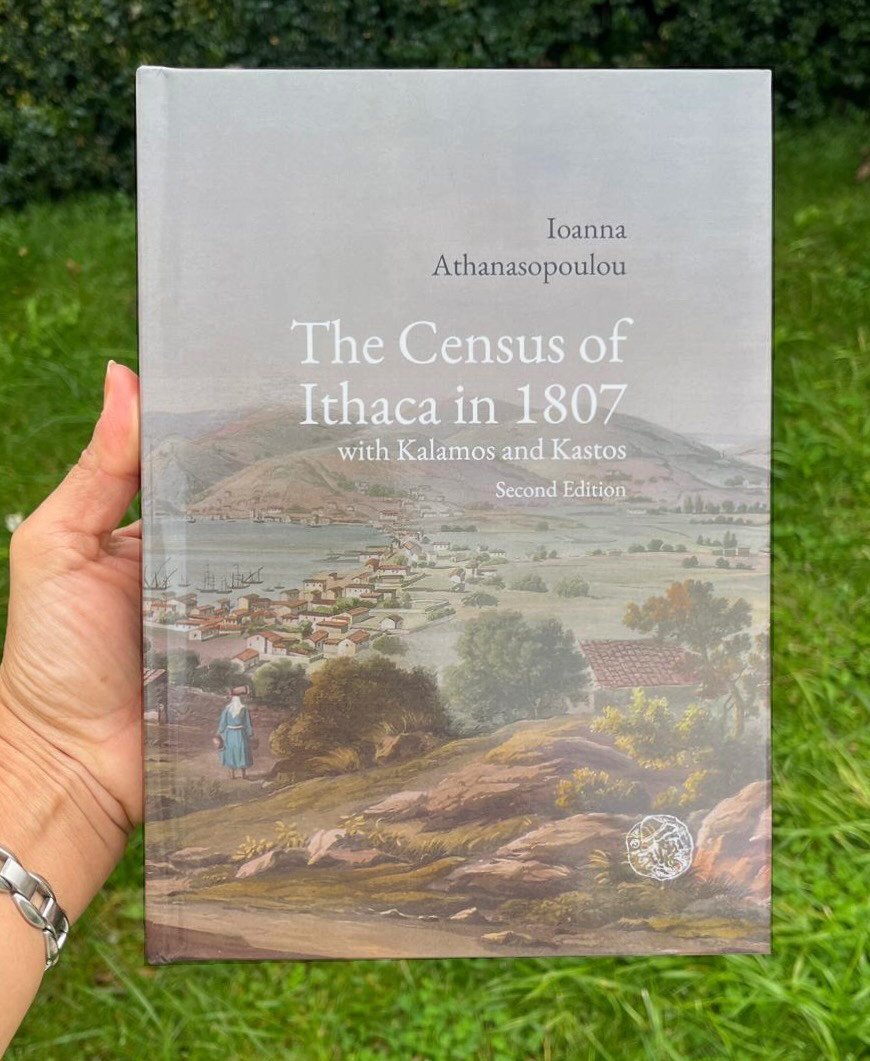 Ioanna
Athanasopoulou
The Census of
Ithaca in 1807
with Kalamos and Kastos
Second Edition